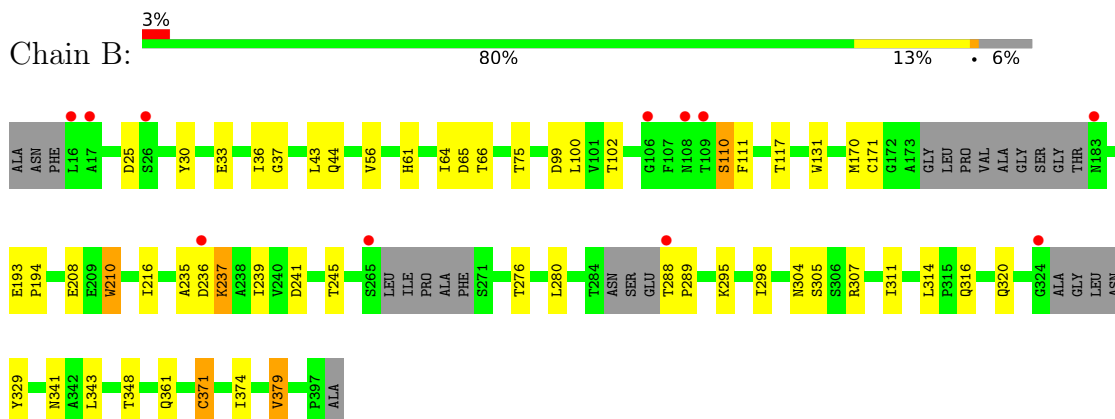 3%
Chain B:
80% 13% • 6%
ALA ASN PHE L16 A17 S26 D25 Y30 E33 I36 G37 L43 Q44 V56 H61 I64 D65 T66 T75 D99 L100 V101 T102 G106 F107 N108 T109 S110 F111 T117 W131 M170 C171 G172 A173 GLY LEU PRO VAL ALA GLY SER GLY THR N183
E193 P194 E208 E209 W210 I216 A235 D236 K237 A238 I239 V240 D241 T245 S265 LEU ILE PRO ALA PHE S271 T276 L280 T284 ASN SER GLU T288 P289 K295 I298 N304 S305 S306 R307 I311 L314 P315 Q316 Q320 G324 ALA GLY LEU ASN
Y329 N341 A342 L343 T348 Q361 C371 I374 V379 P397 ALA